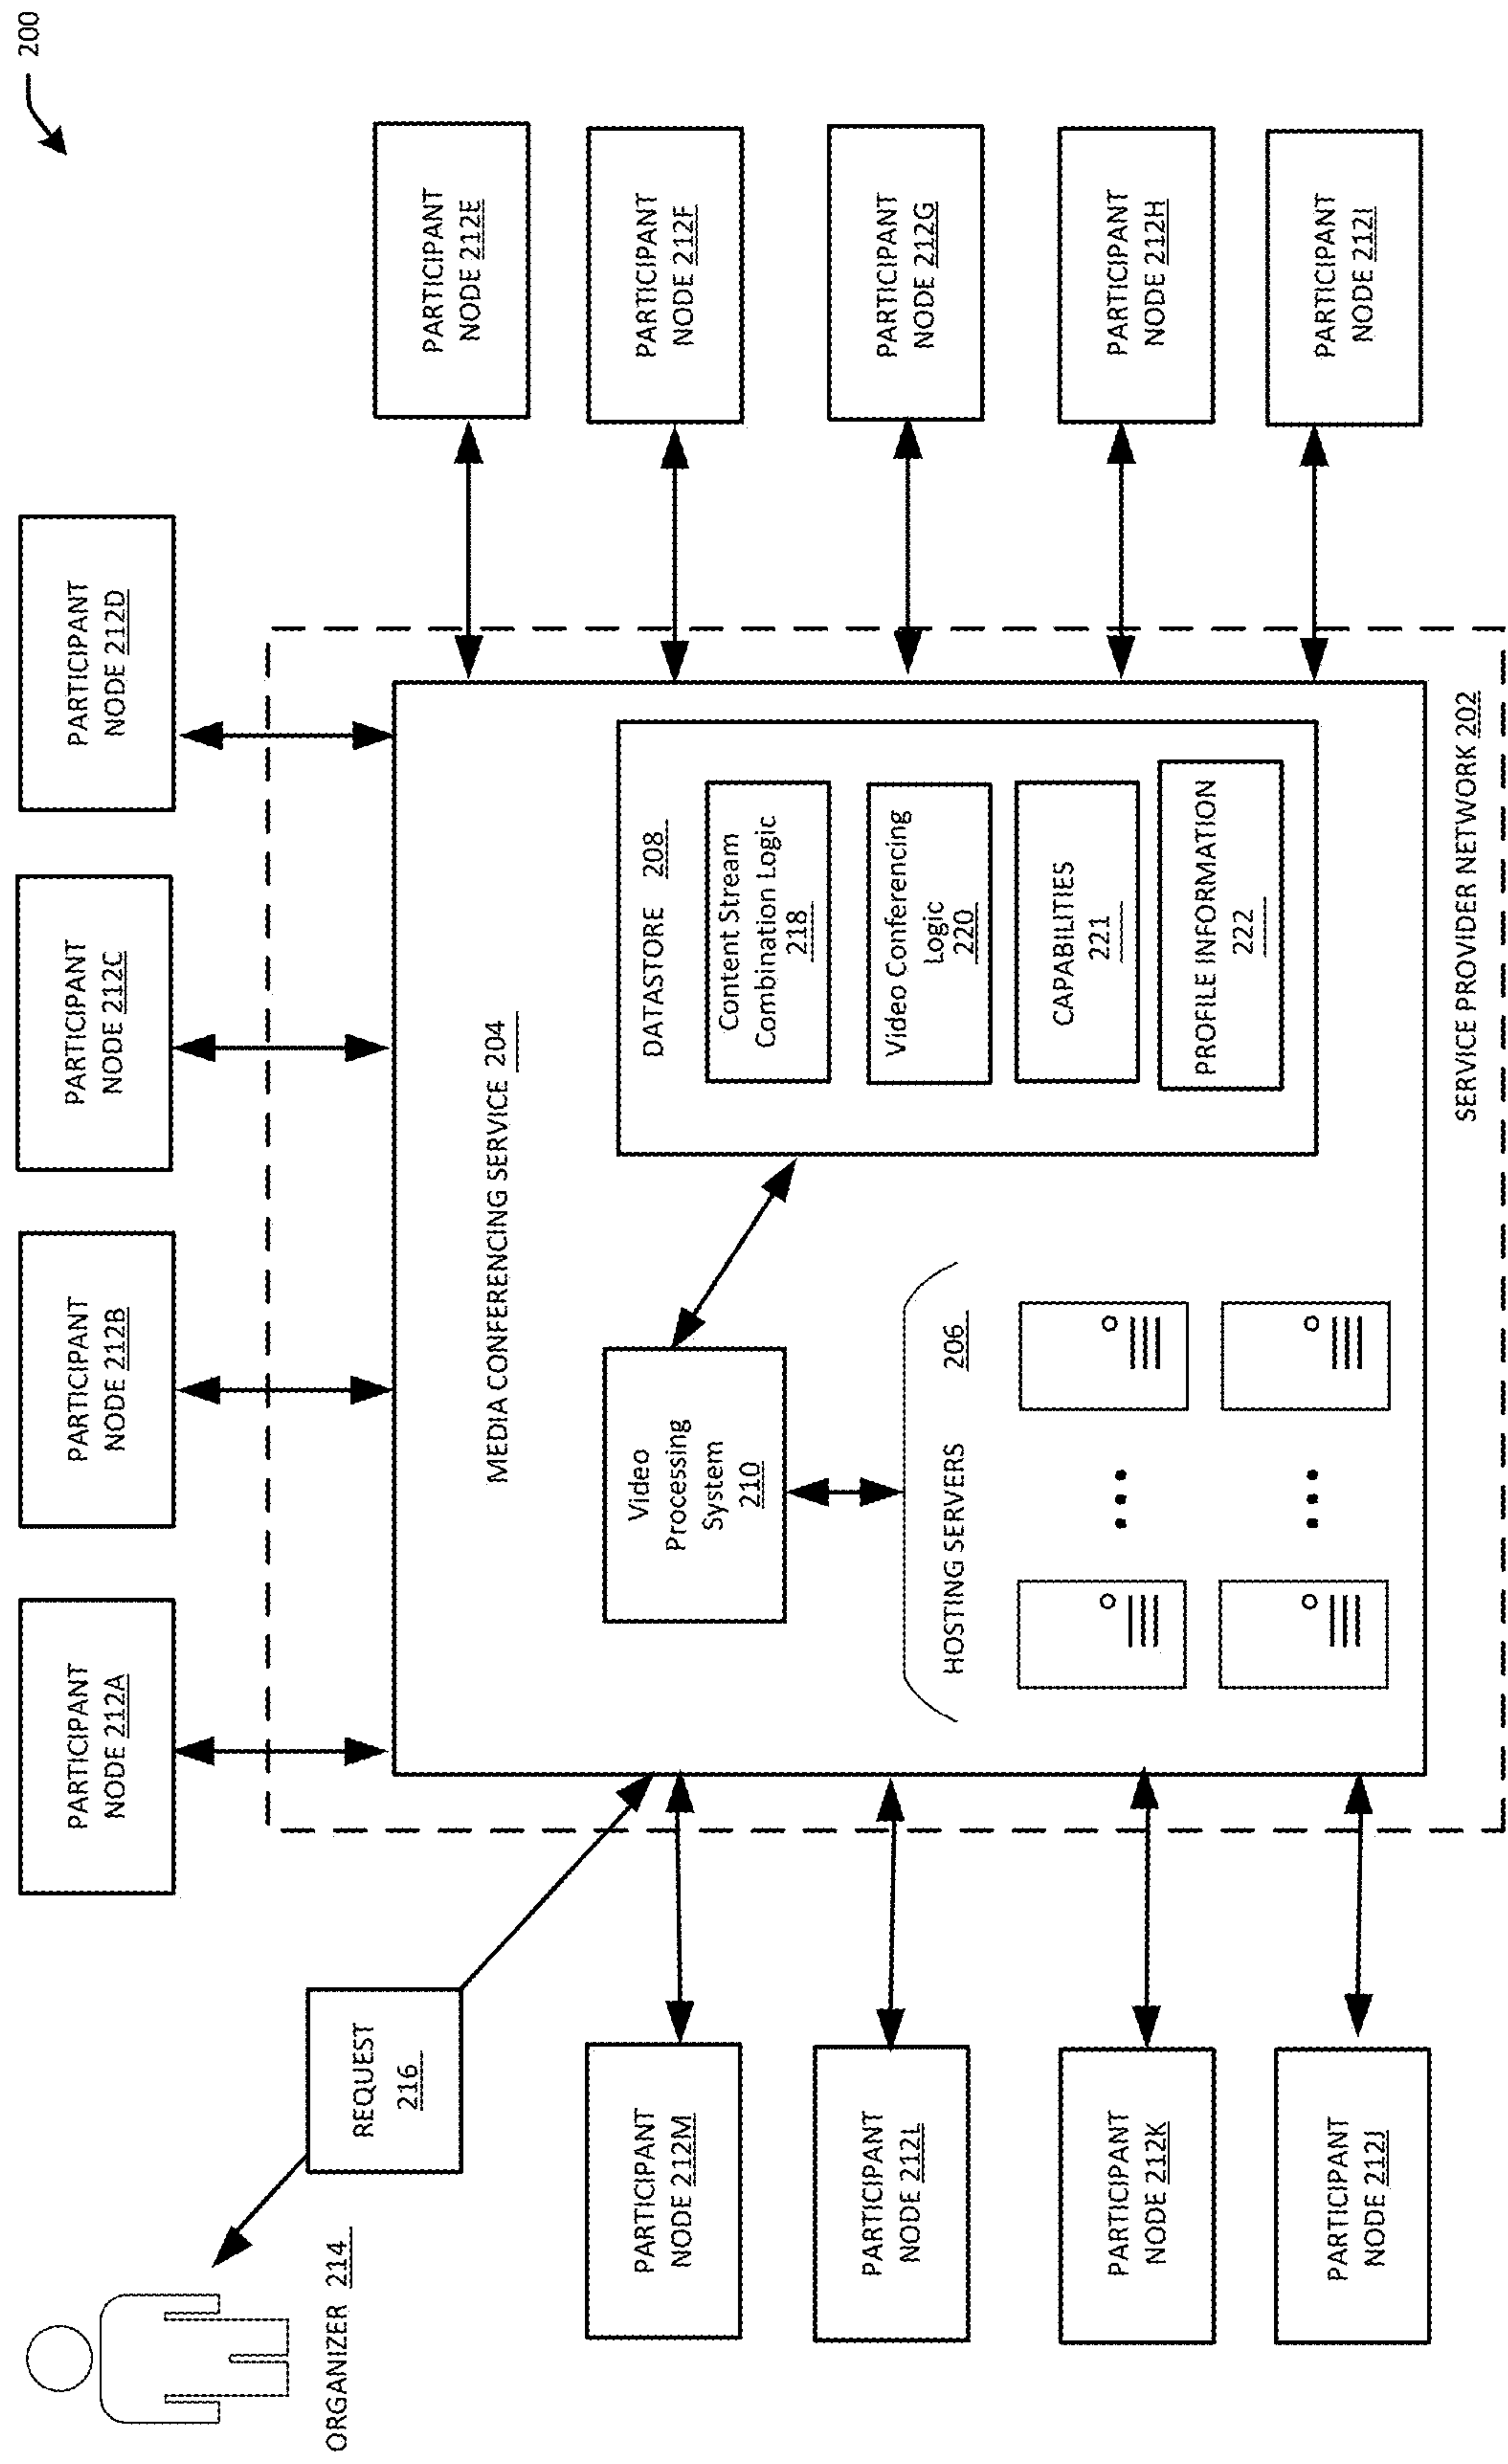 200
ORGANIZER 214
REQUEST
216
PARTICIPANT
NODE 212A
PARTICIPANT
NODE 212B
PARTICIPANT
NODE 212C
PARTICIPANT
NODE 212D
PARTICIPANT
NODE 212E
PARTICIPANT
NODE 212F
PARTICIPANT
NODE 212G
PARTICIPANT
NODE 212H
PARTICIPANT
NODE 212I
PARTICIPANT
NODE 212M
PARTICIPANT
NODE 212L
PARTICIPANT
NODE 212K
PARTICIPANT
NODE 212J
MEDIA CONFERENCING SERVICE 204
Video
Processing
System
210
HOSTING SERVERS 206
DATASTORE 208
Content Stream
Combination Logic
218
Video Conferencing
Logic
220
CAPABILITIES
221
PROFILE INFORMATION
222
SERVICE PROVIDER NETWORK 202